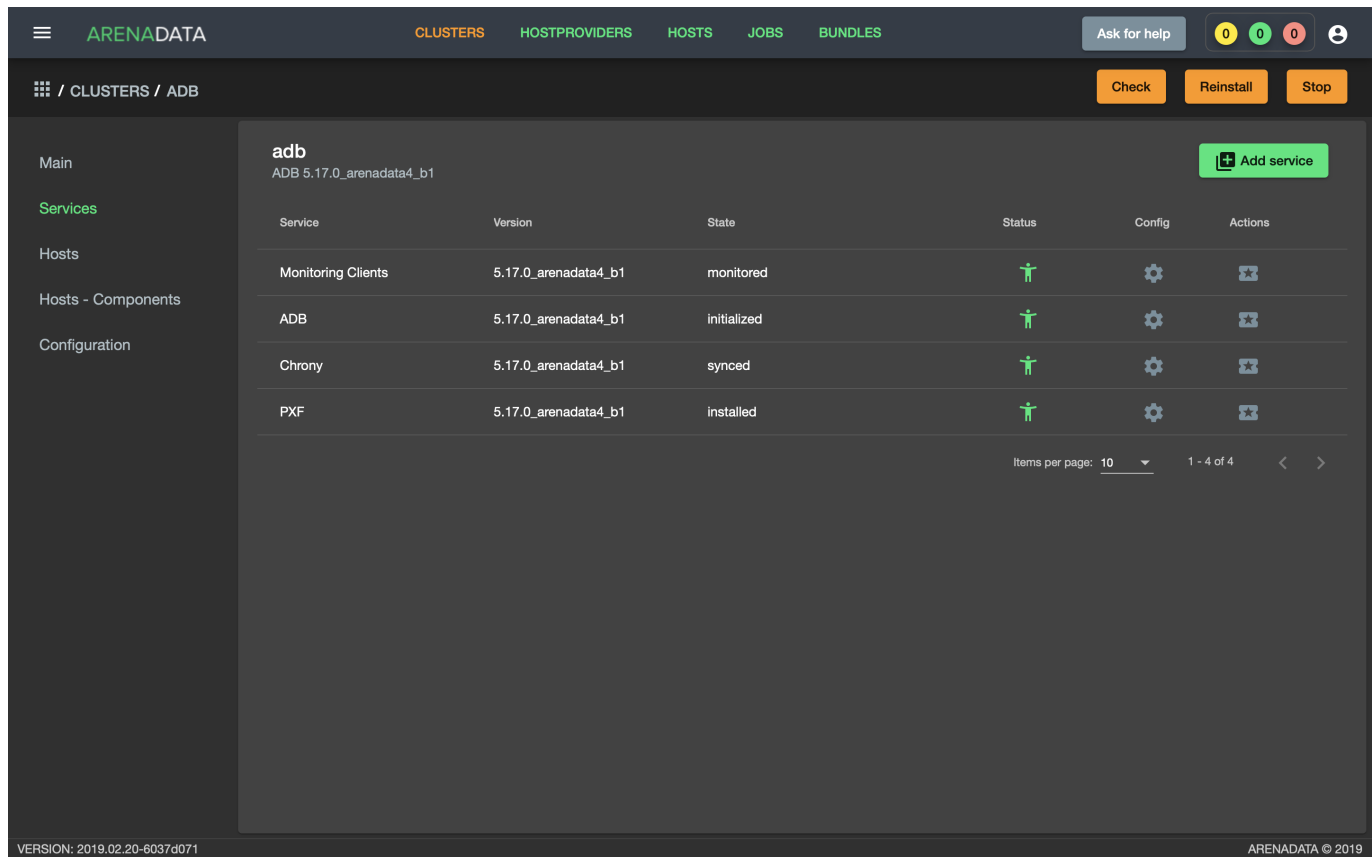 ARENADATA CLUSTERS HOSTPROVIDERS HOSTS JOBS BUNDLES Ask for help 0 0 0
/ CLUSTERS / ADB Check Reinstall Stop
Main
Services
Hosts
Hosts - Components
Configuration
adb
ADB 5.17.0_arenadata4_b1
Add service
Service Version State Status Config Actions
Monitoring Clients 5.17.0_arenadata4_b1 monitored
ADB 5.17.0_arenadata4_b1 initialized
Chrony 5.17.0_arenadata4_b1 synced
PXF 5.17.0_arenadata4_b1 installed
Items per page: 10 1 - 4 of 4
VERSION: 2019.02.20-6037d071 ARENADATA © 2019